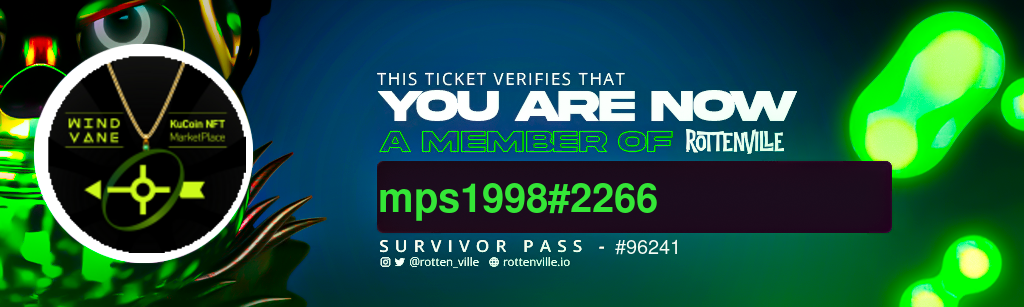 THIS TICKET VERIFIES THAT
YOU ARE NOW
A MEMBER OF ROTTENVILLE
mps1998#2266
SURVIVOR PASS - #96241
@rotten_ville rottenville.io
WIND VANE
KuCoin NFT
MarketPlace